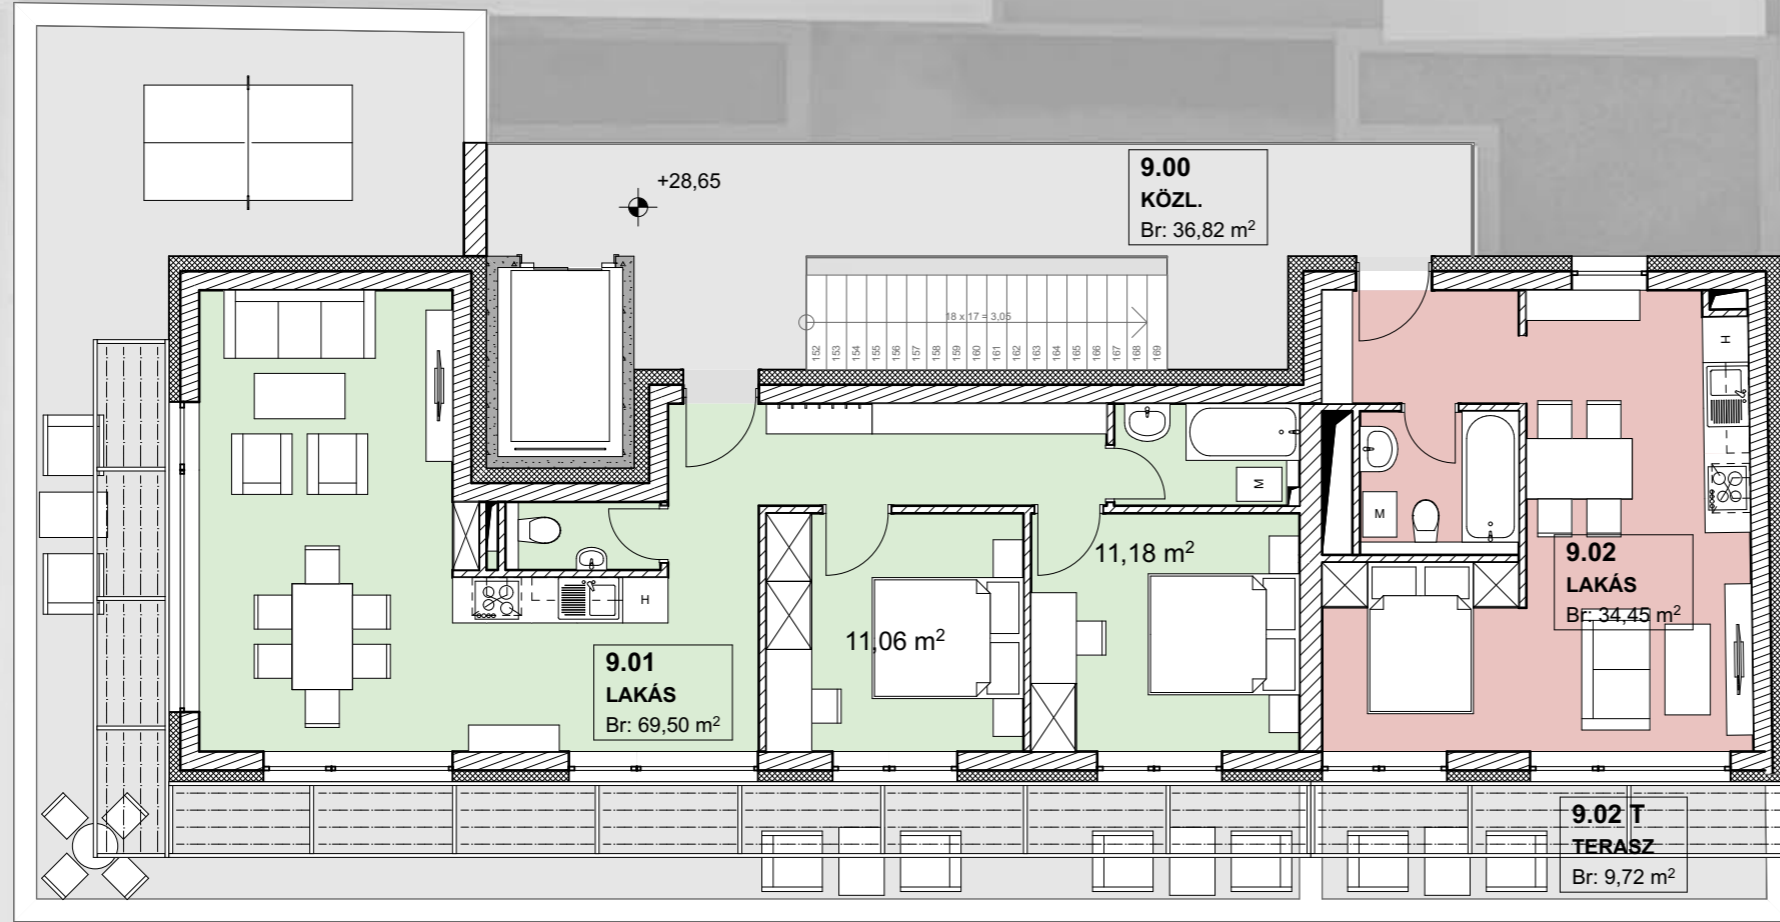 +28,65
9.00
KÖZL.
Br: 36,82 m²
18 x 17 = 3,05
152 153 154 155 156 157 158 159 160 161 162 163 164 165 166 167 168 169
H
M
M
11,18 m²
9.02
LAKÁS
Br: 34,45 m²
H
11,06 m²
9.01
LAKÁS
Br: 69,50 m²
9.02 T
TERASZ
Br: 9,72 m²